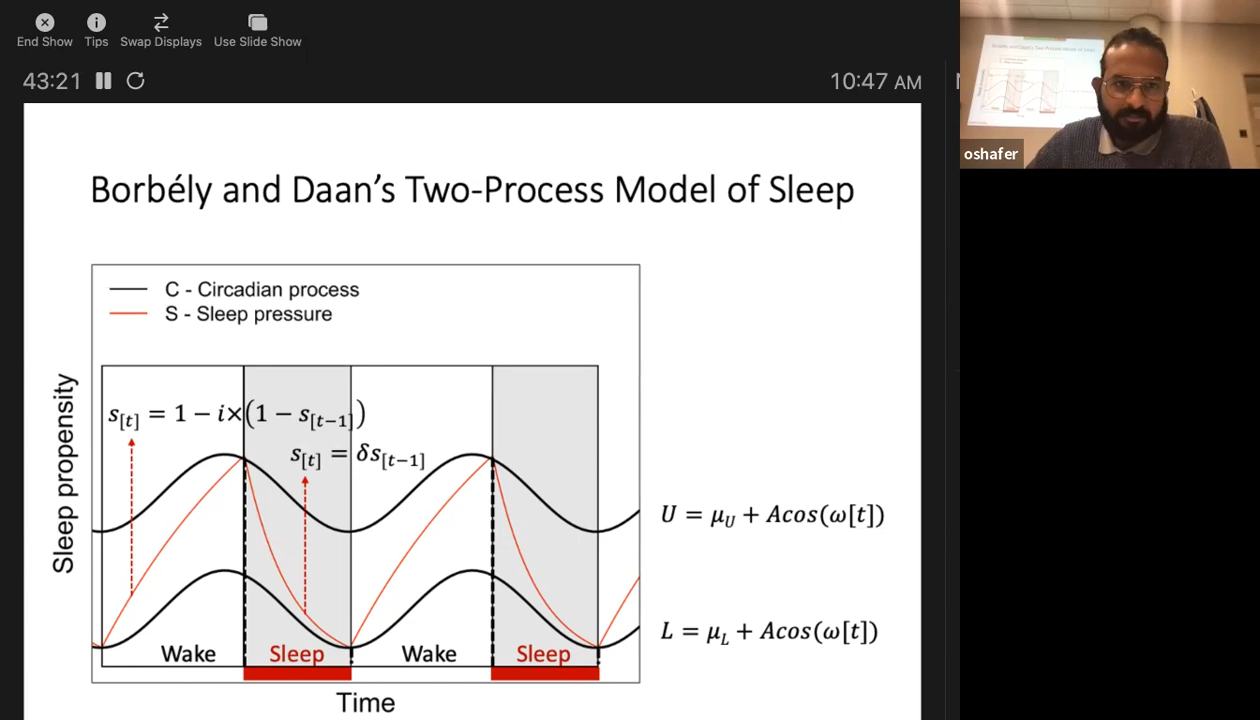 End Show Tips Swap Displays Use Slide Show
43:21 10:47 AM
oshafer
Borbély and Daan's Two-Process Model of Sleep
C - Circadian process
S - Sleep pressure
Sleep propensity
s[t] = 1 − i×(1 − s[t−1])
s[t] = δs[t−1]
U = μU + Acos(ω[t])
L = μL + Acos(ω[t])
Wake Sleep Wake Sleep
Time